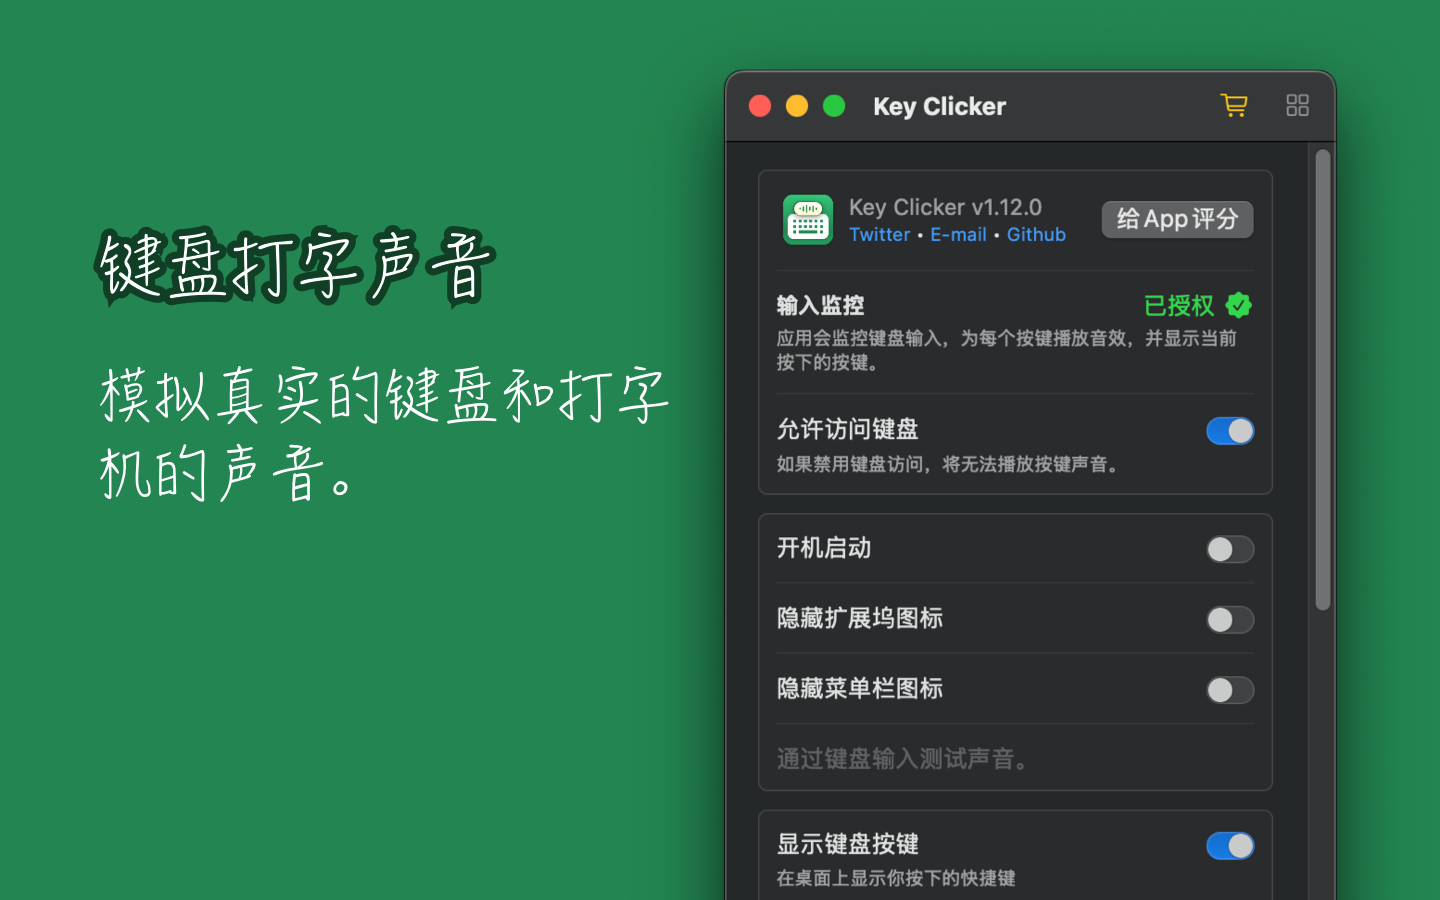 键盘打字声音
模拟真实的键盘和打字
机的声音。
Key Clicker
Key Clicker v1.12.0
给App评分
Twitter • E-mail • Github
输入监控
已授权
应用会监控键盘输入，为每个按键播放音效，并显示当前
按下的按键。
允许访问键盘
如果禁用键盘访问，将无法播放按键声音。
开机启动
隐藏扩展坞图标
隐藏菜单栏图标
通过键盘输入测试声音。
显示键盘按键
在桌面上显示你按下的快捷键